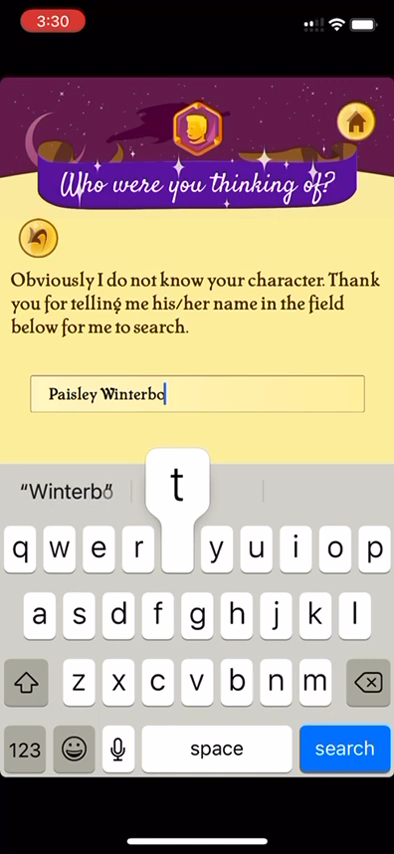 3:30
Who were you thinking of?
Obviously I do not know your character. Thank
you for telling me his/her name in the field
below for me to search.
Paisley Winterbo
t
q w e r y u i o p
a s d f g h j k l
z x c v b n m
123 space search